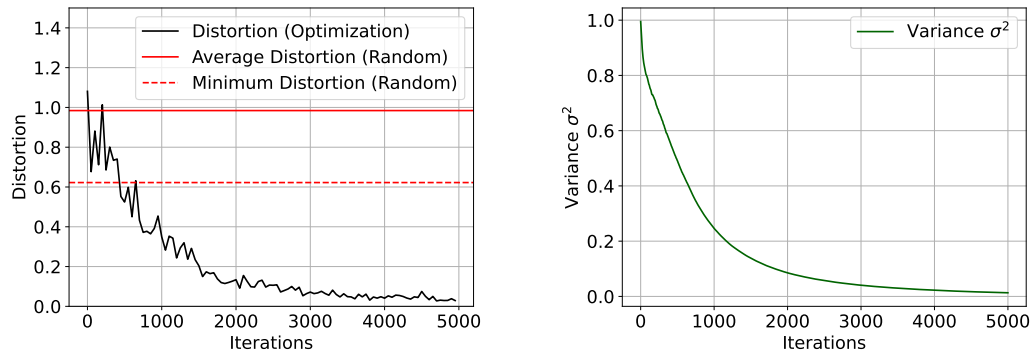 1.4
1.2
1.0
0.8
0.6
0.4
0.2
0.0
Distortion
Distortion (Optimization)
Average Distortion (Random)
Minimum Distortion (Random)
0 1000 2000 3000 4000 5000
Iterations
1.0
0.8
0.6
0.4
0.2
0.0
Variance σ²
Variance σ²
0 1000 2000 3000 4000 5000
Iterations